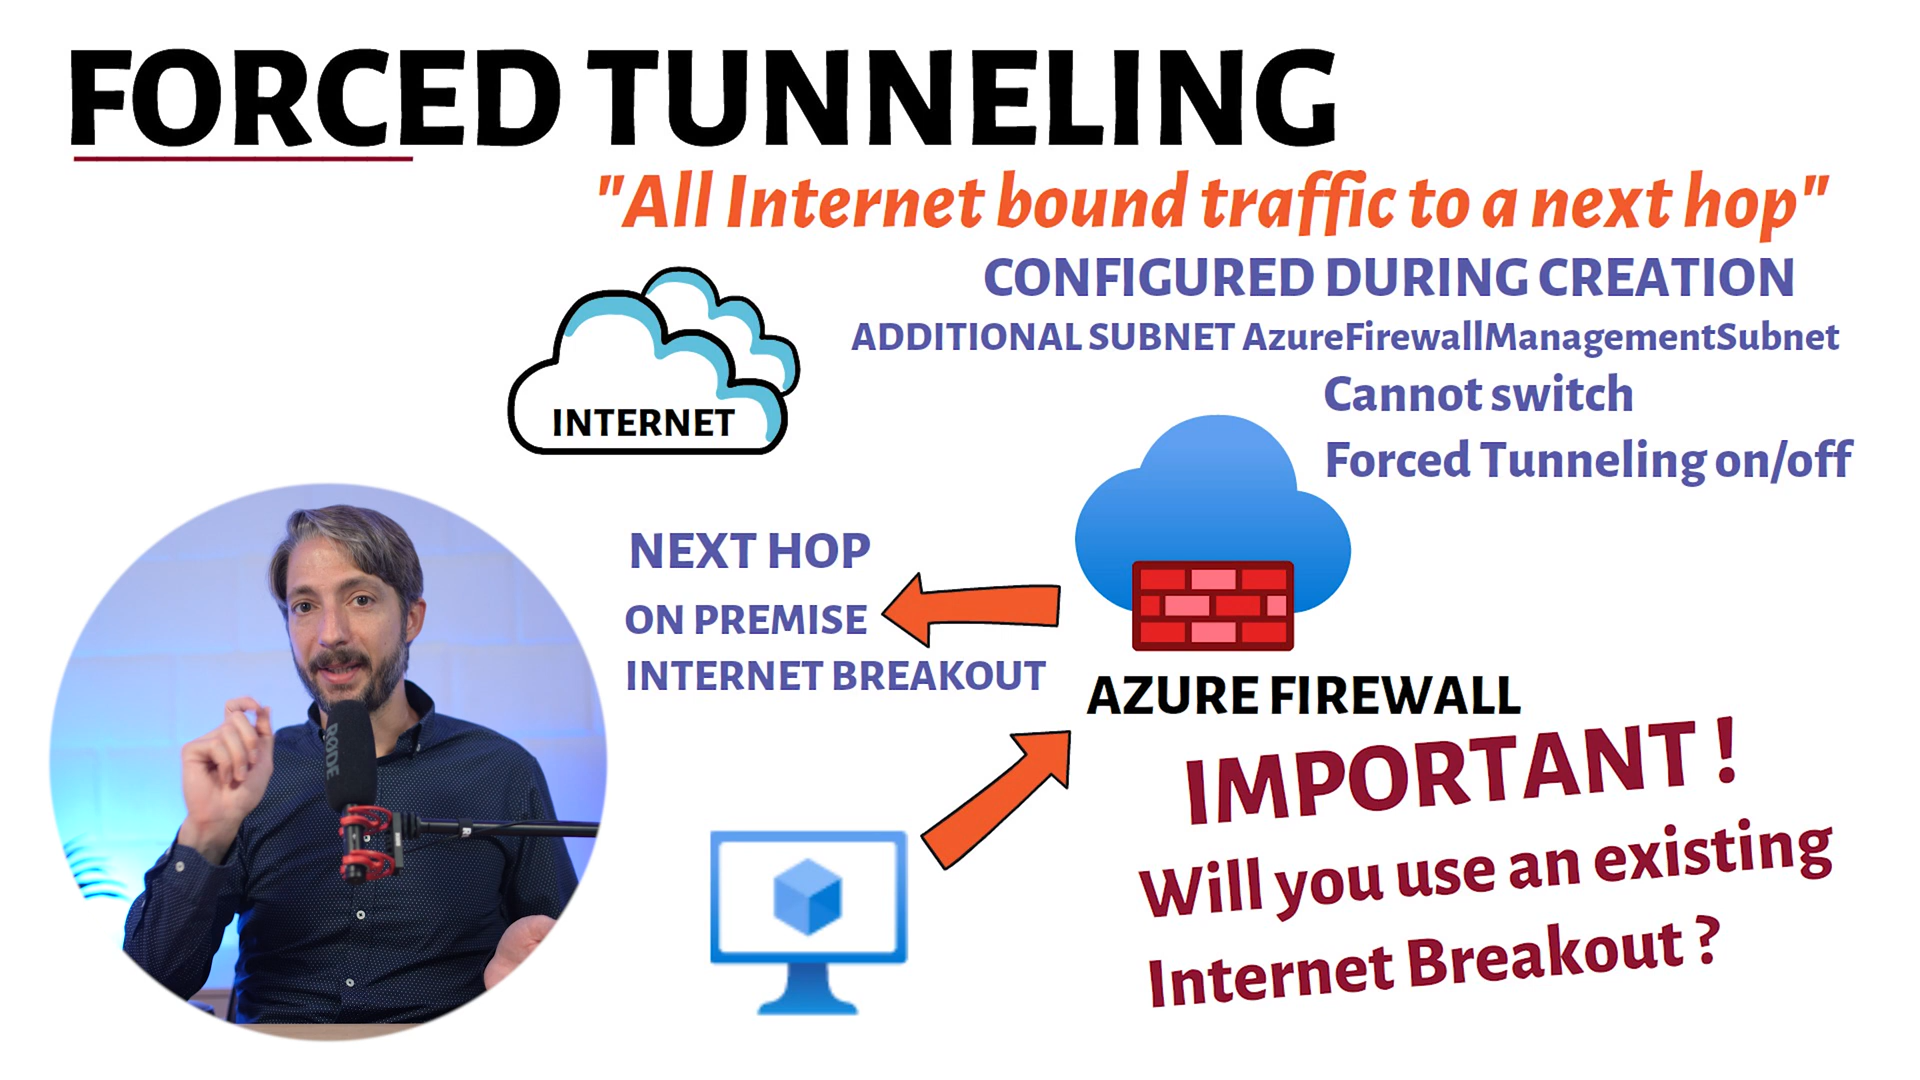 FORCED TUNNELING
"All Internet bound traffic to a next hop"
CONFIGURED DURING CREATION
ADDITIONAL SUBNET AzureFirewallManagementSubnet
Cannot switch
Forced Tunneling on/off
INTERNET
NEXT HOP
ON PREMISE
INTERNET BREAKOUT
AZURE FIREWALL
IMPORTANT !
Will you use an existing
Internet Breakout ?
RØDE
R